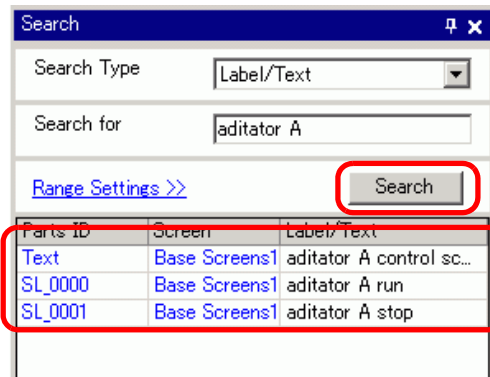 Search
Search Type Label/Text
Search for aditator A
Range Settings >> Search
Parts ID Screen Label/Text
Text Base Screens1 aditator A control sc...
SL_0000 Base Screens1 aditator A run
SL_0001 Base Screens1 aditator A stop